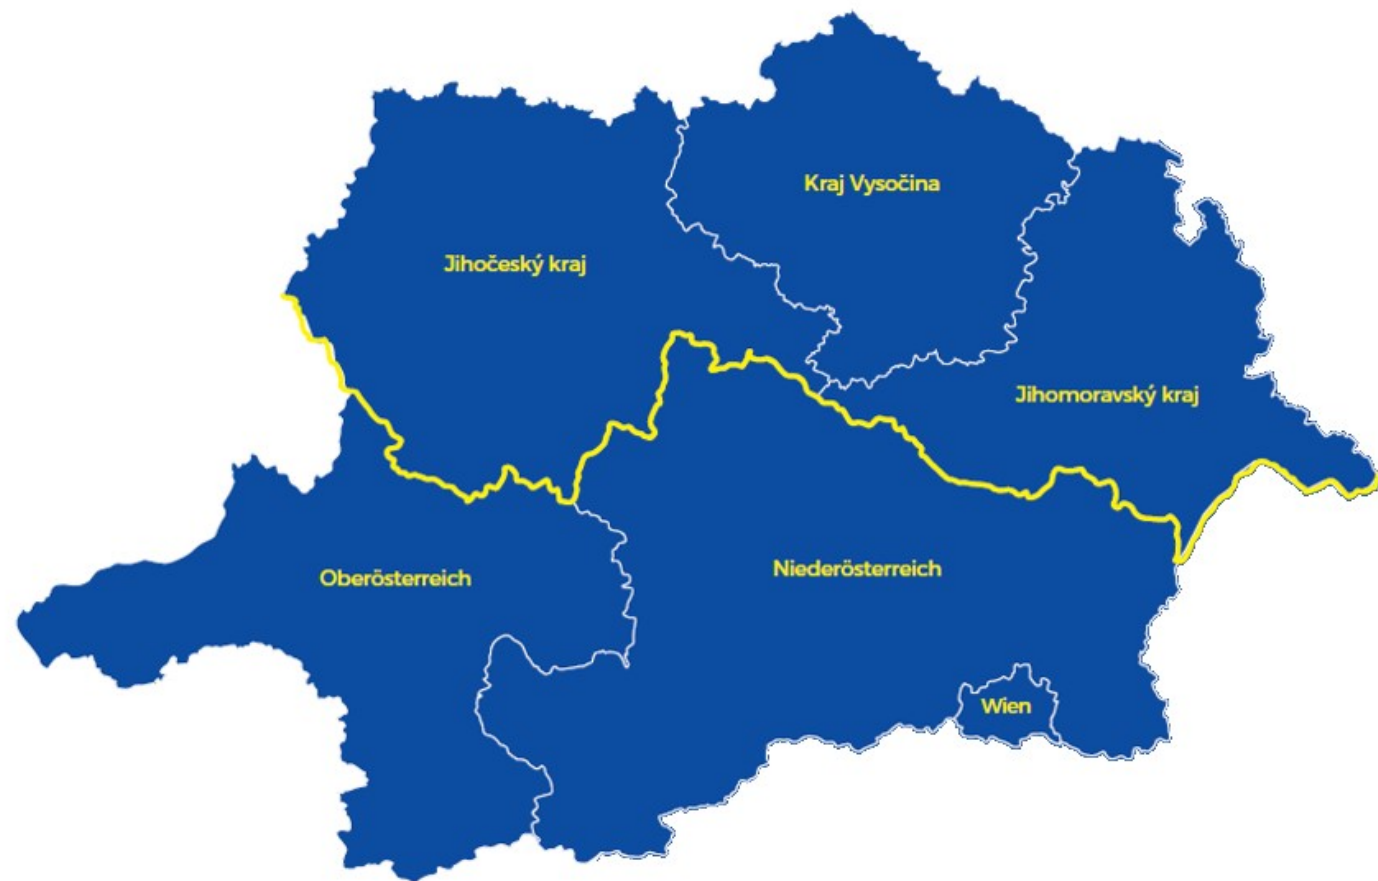 Kraj Vysočina
Jihočeský kraj
Jihomoravský kraj
Oberösterreich
Niederösterreich
Wien